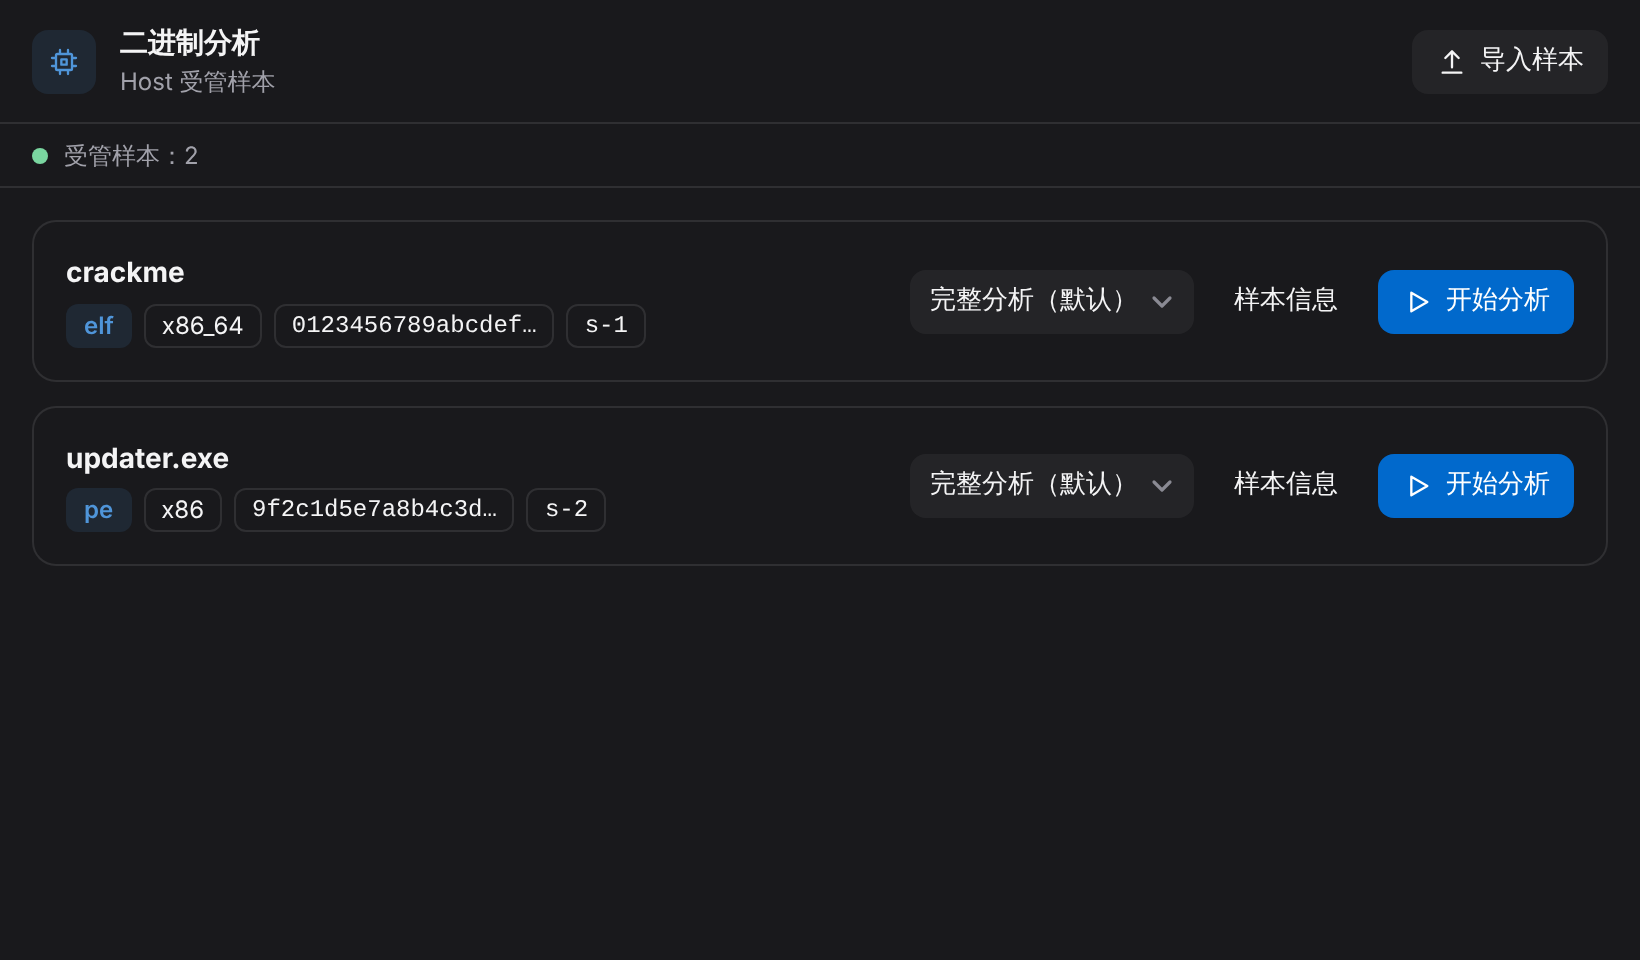 二进制分析
Host 受管样本
导入样本
受管样本：2
crackme
elf x86_64 0123456789abcdef… s-1
完整分析（默认） 样本信息 开始分析
updater.exe
pe x86 9f2c1d5e7a8b4c3d… s-2
完整分析（默认） 样本信息 开始分析